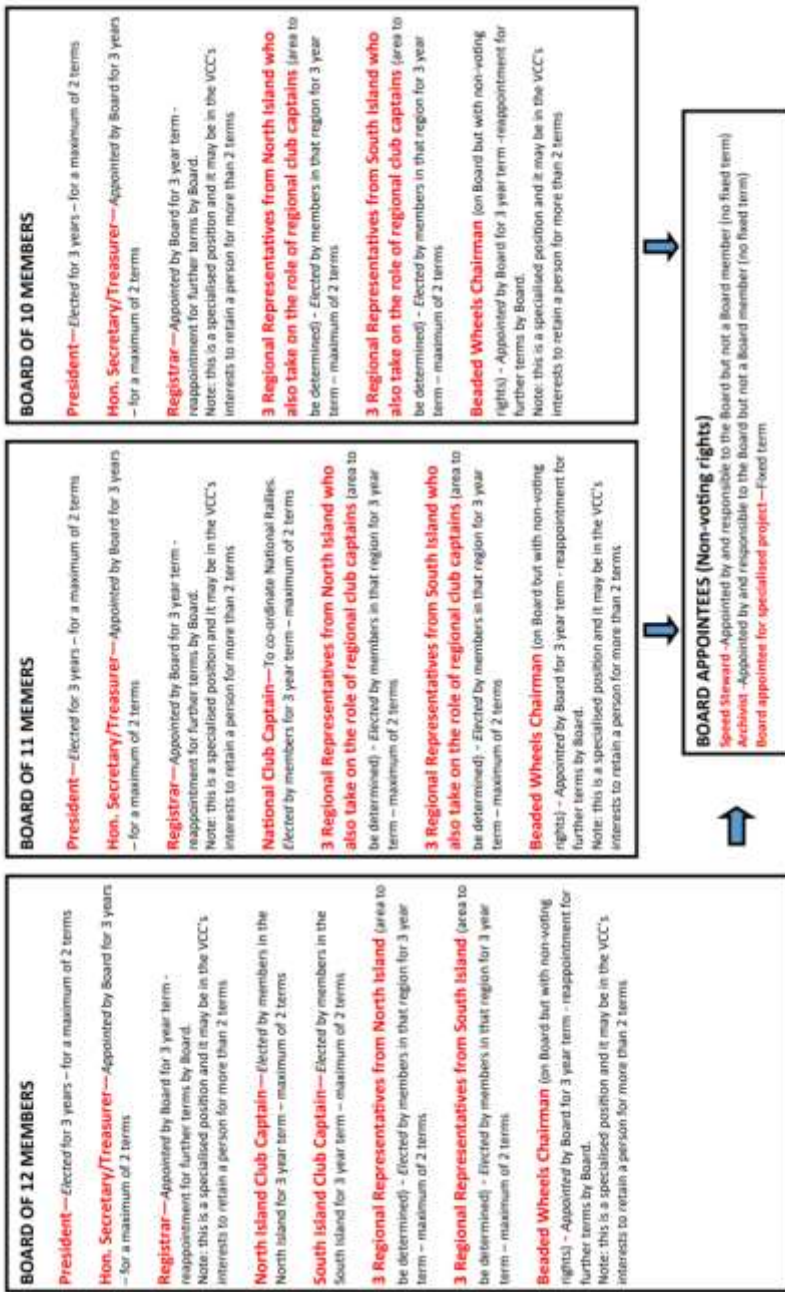 BOARD OF 12 MEMBERS
President—Elected for 3 years – for a maximum of 2 terms
Hon. Secretary/Treasurer—Appointed by Board for 3 years
– for a maximum of 2 terms
Registrar—Appointed by Board for 3 year term -
reappointment for further terms by Board.
Note: this is a specialised position and it may be in the VCC's
interests to retain a person for more than 2 terms
North Island Club Captain—Elected by members in the
North Island for 3 year term – maximum of 2 terms
South Island Club Captain—Elected by members in the
South Island for 3 year term – maximum of 2 terms
3 Regional Representatives from North Island (area to
be determined) - Elected by members in that region for 3 year
term – maximum of 2 terms
3 Regional Representatives from South Island (area to
be determined) - Elected by members in that region for 3 year
term – maximum of 2 terms
Beaded Wheels Chairman (on Board but with non-voting
rights) - Appointed by Board for 3 year term - reappointment for
further terms by Board.
Note: this is a specialised position and it may be in the VCC's
interests to retain a person for more than 2 terms
BOARD OF 11 MEMERS
President—Elected for 3 years – for a maximum of 2 terms
Hon. Secretary/Treasurer—Appointed by Board for 3 years
– for a maximum of 2 terms
Registrar—Appointed by Board for 3 year term -
reappointment for further terms by Board.
Note: this is a specialised position and it may be in the VCC's
interests to retain a person for more than 2 terms
National Club Captain—To co-ordinate National Rallies.
Elected by members for 3 year term – maximum of 2 terms
3 Regional Representatives from North Island who
also take on the role of regional club captains (area to
be determined) - Elected by members in that region for 3 year
term – maximum of 2 terms
3 Regional Representatives from South Island who
also take on the role of regional club captains (area to
be determined) - Elected by members in that region for 3 year
term – maximum of 2 terms
Beaded Wheels Chairman (on Board but with non-voting
rights) - Appointed by Board for 3 year term - reappointment for
further terms by Board.
Note: this is a specialised position and it may be in the VCC's
interests to retain a person for more than 2 terms
BOARD OF 10 MEMBERS
President—Elected for 3 years – for a maximum of 2 terms
Hon. Secretary/Treasurer—Appointed by Board for 3 years
– for a maximum of 2 terms
Registrar—Appointed by Board for 3 year term -
reappointment for further terms by Board.
Note: this is a specialised position and it may be in the VCC's
interests to retain a person for more than 2 terms
3 Regional Representatives from North Island who
also take on the role of regional club captains (area to
be determined) - Elected by members in that region for 3 year
term – maximum of 2 terms
3 Regional Representatives from South Island who
also take on the role of regional club captains (area to
be determined) - Elected by members in that region for 3 year
term – maximum of 2 terms
Beaded Wheels Chairman (on Board but with non-voting
rights) - Appointed by Board for 3 year term -reappointment for
further terms by Board.
Note: this is a specialised position and it may be in the VCC's
interests to retain a person for more than 2 terms
BOARD APPOINTEES (Non-voting rights)
Speed Steward -Appointed by and responsible to the Board but not a Board member (no fixed term)
Archivist -Appointed by and responsible to the Board but not a Board member (no fixed term)
Board appointee for specialised project—Fixed term